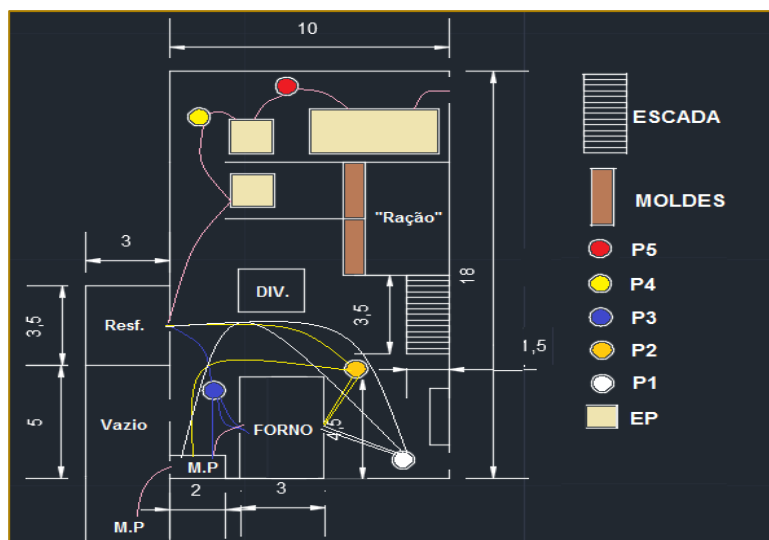 10
ESCADA
MOLDES
"Ração"
3
18
P5
P4
DIV.
3,5
3,5
Resf.
P3
1,5
P2
P1
5
Vazio
FORNO
4,5
EP
M.P
2
3
M.P